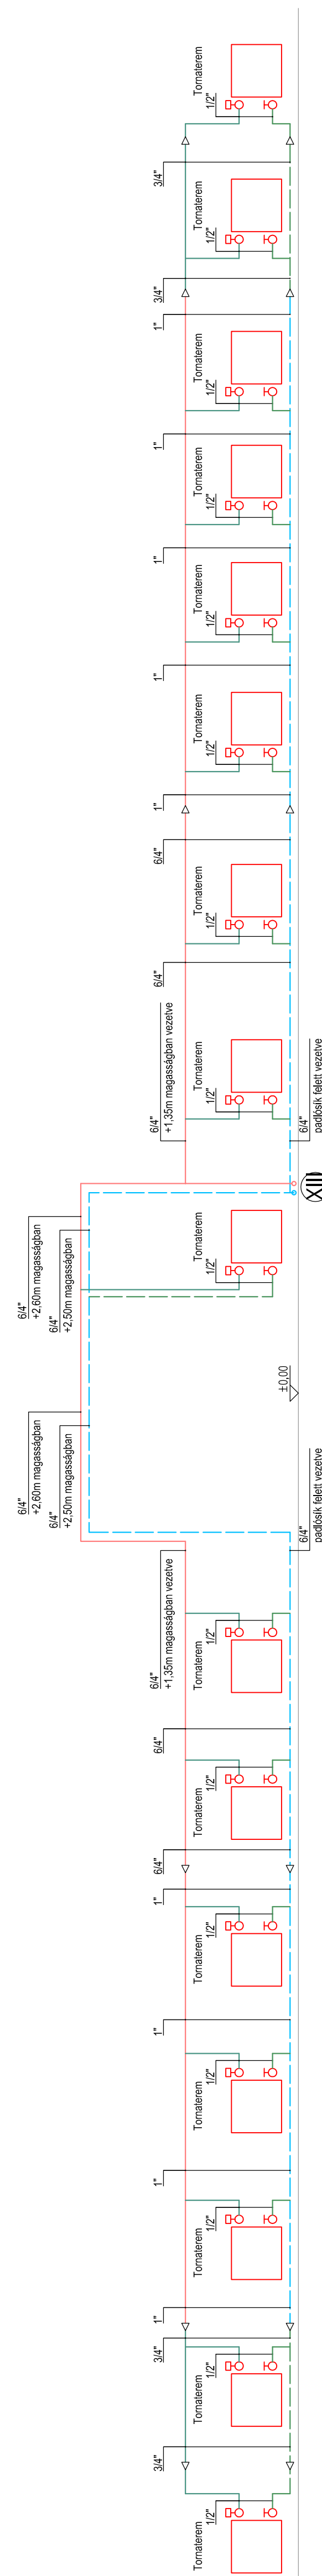 Tornaterem
1/2"
3/4"
Tornaterem
1/2"
3/4"
1"
Tornaterem
1/2"
1"
Tornaterem
1/2"
1"
Tornaterem
1/2"
1"
Tornaterem
1/2"
1"
6/4"
Tornaterem
1/2"
6/4"
6/4"
+1,35m magasságban vezetve
Tornaterem
1/2"
6/4"
padlósík felett vezetve
XIII
6/4"
+2,60m magasságban
6/4"
+2,50m magasságban
Tornaterem
1/2"
±0,00
6/4"
+2,60m magasságban
6/4"
+2,50m magasságban
6/4"
+1,35m magasságban vezetve
6/4"
padlósík felett vezetve
1/2"
Tornaterem
6/4"
1/2"
Tornaterem
6/4"
1"
1/2"
Tornaterem
1"
1/2"
Tornaterem
1"
1/2"
Tornaterem
1"
3/4"
1/2"
Tornaterem
3/4"
1/2"
Tornaterem